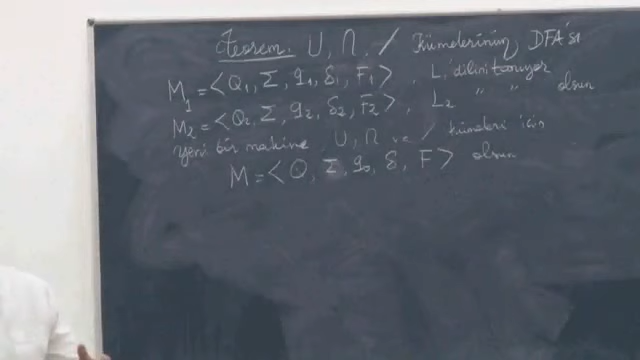 Teorem. U, ∩, / Kümelerinin DFA'sı
M₁ = <Q₁, Σ, q₁, δ₁, F₁>, L₁ dilini tanıyor
M₂ = <Q₂, Σ, q₂, δ₂, F₂>, L₂ " " olsun
yeni bir makine U, ∩ ve / kümeleri için
M = <Q, Σ, q₀, δ, F> olsun